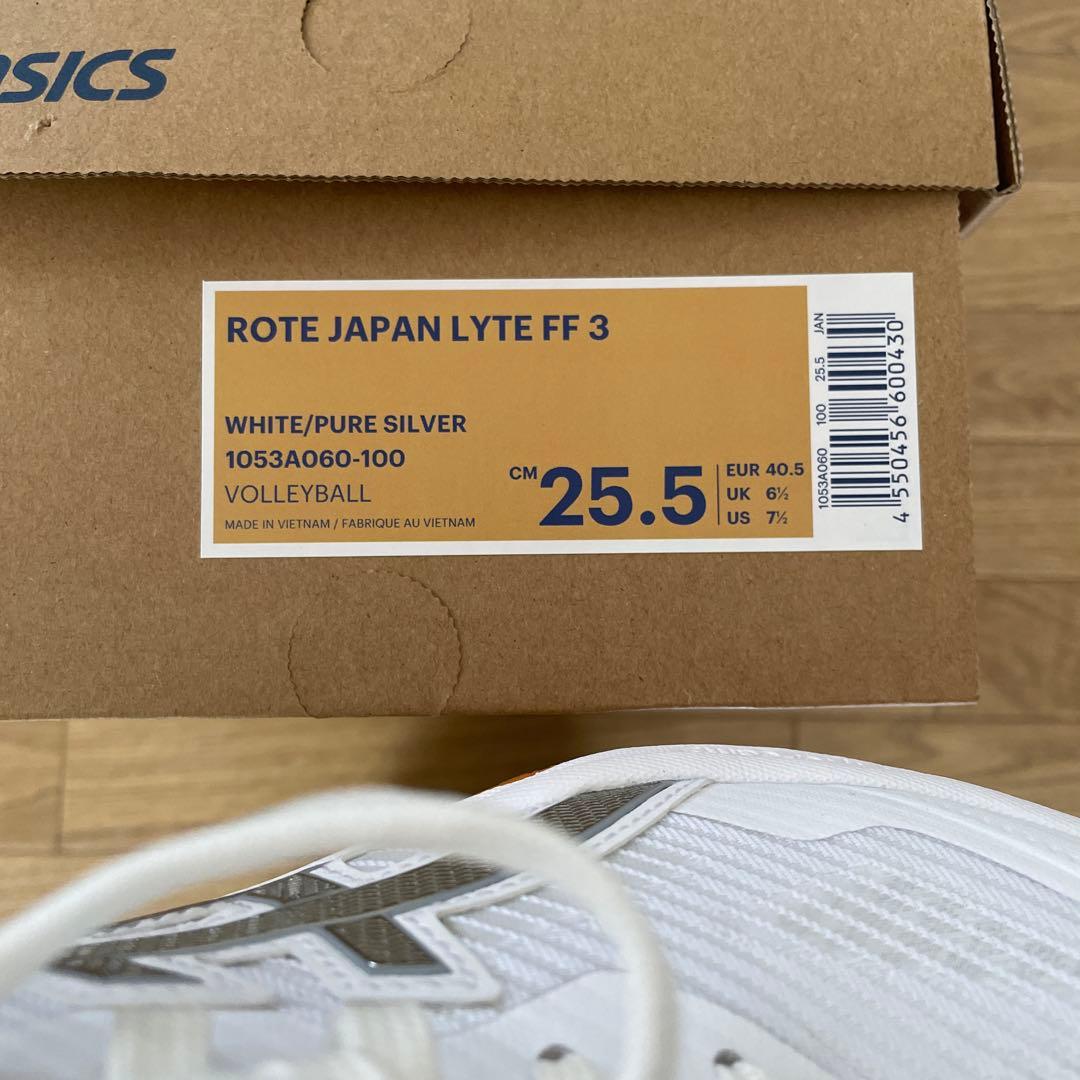 asics
ROTE JAPAN LYTE FF 3
WHITE/PURE SILVER
1053A060-100
VOLLEYBALL
MADE IN VIETNAM / FABRIQUE AU VIETNAM
CM 25.5
EUR 40.5
UK 6½
US 7½
1053A060 100 25.5 JAN
4 550456 600430